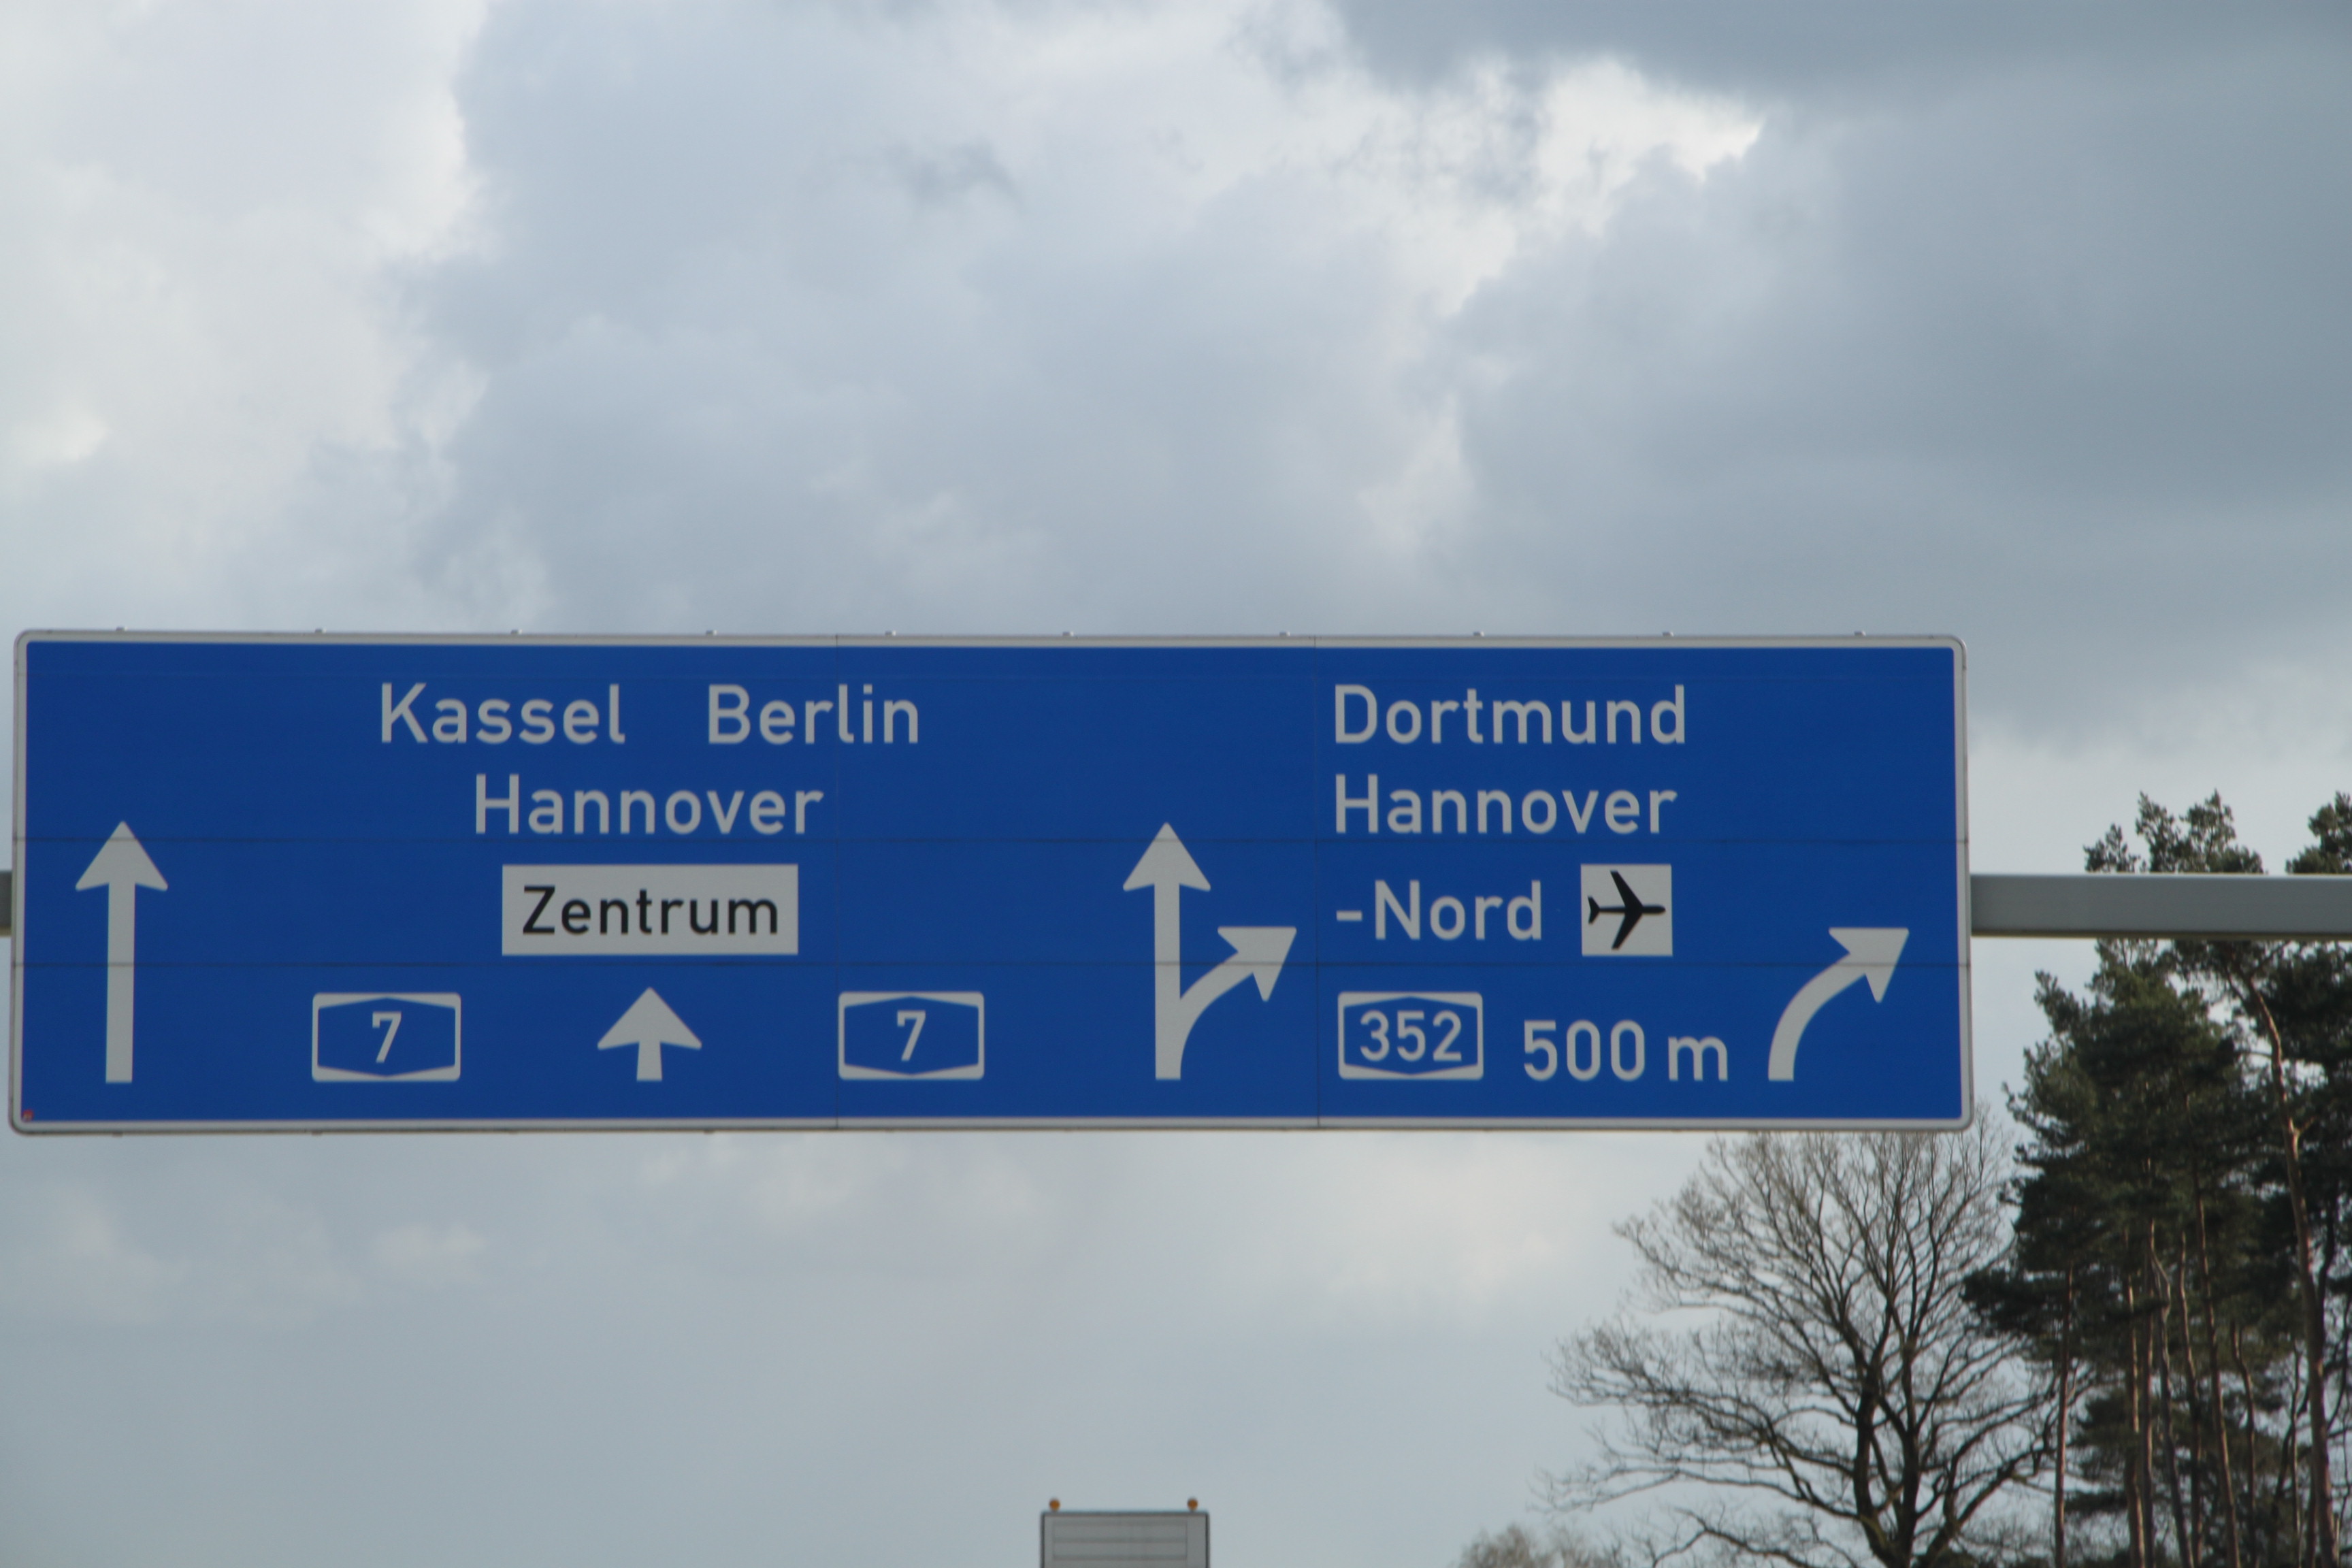 Kassel Berlin
Hannover
Zentrum
7 7
Dortmund
Hannover
-Nord
352 500 m